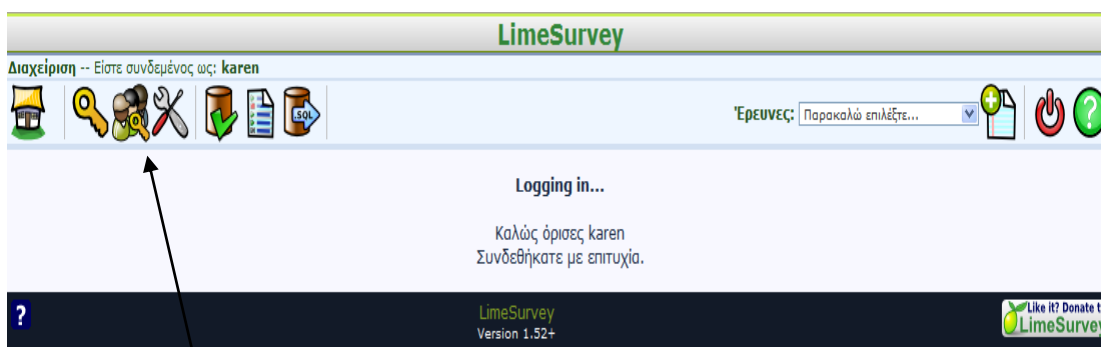 LimeSurvey
Διαχείριση -- Είστε συνδεμένος ως: karen
.SQL
Έρευνες: Παρακαλώ επιλέξτε...
?
Logging in...
Καλώς όρισες karen
Συνδεθήκατε με επιτυχία.
?
LimeSurvey
Version 1.52+
Like it? Donate t
LimeSurvey